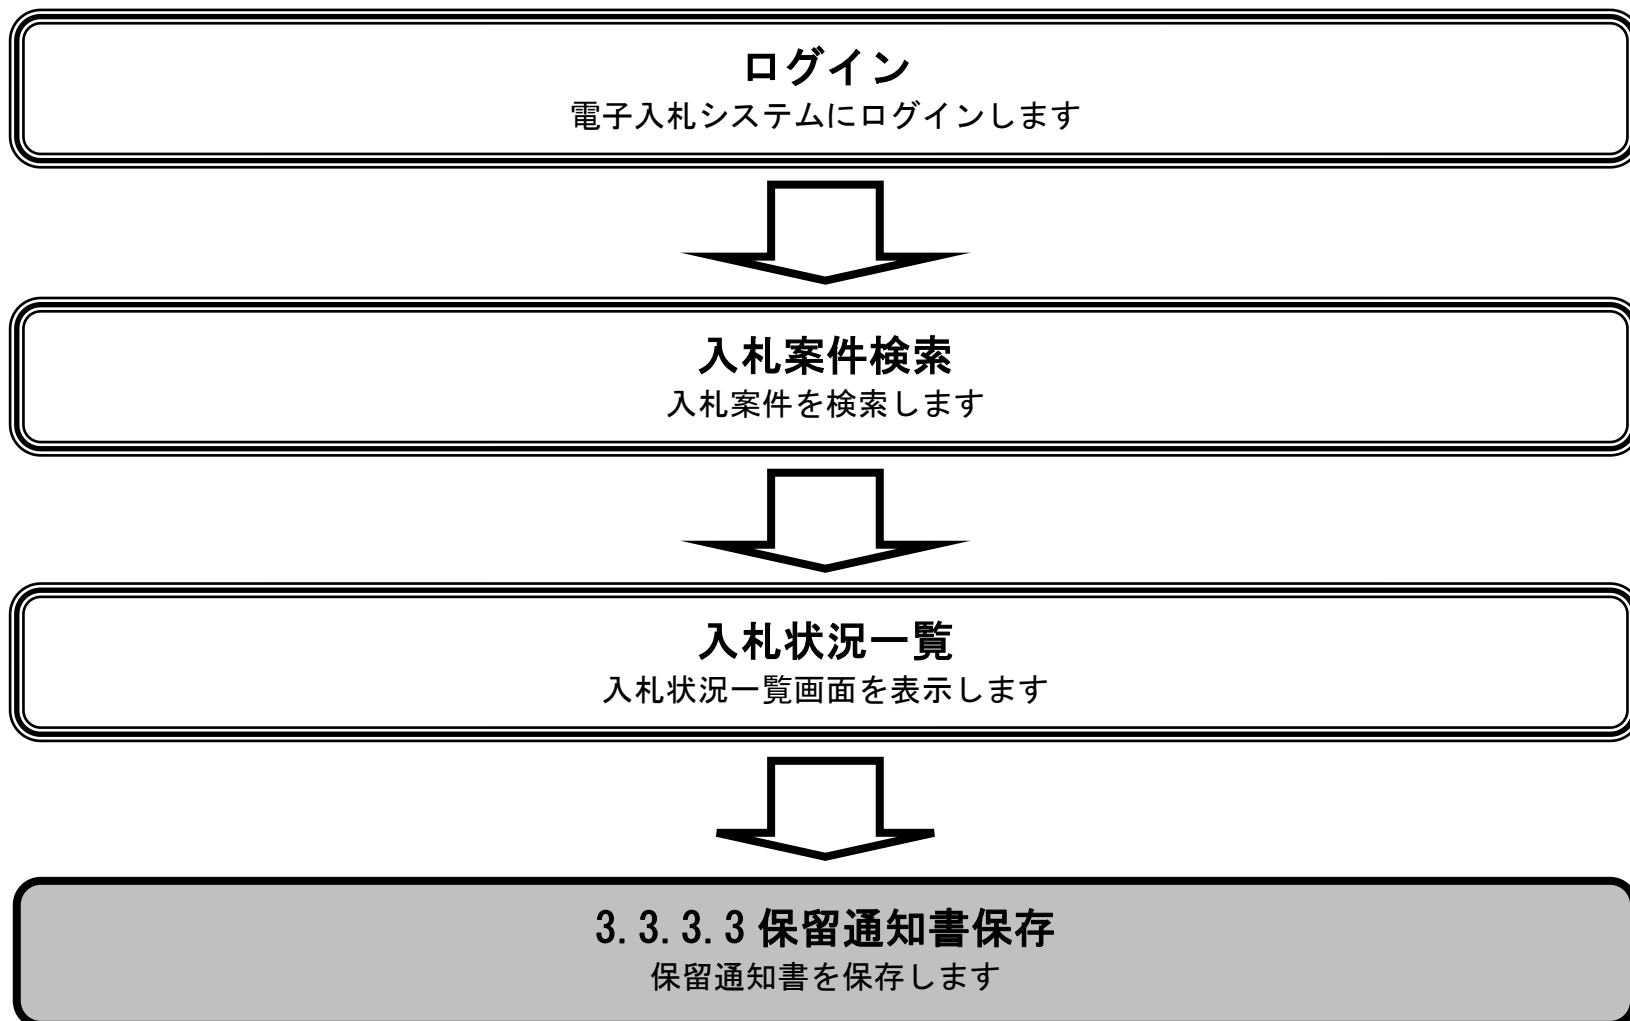 ログイン
電子入札システムにログインします
入札案件検索
入札案件を検索します
入札状況一覧
入札状況一覧画面を表示します
3.3.3.3 保留通知書保存
保留通知書を保存します